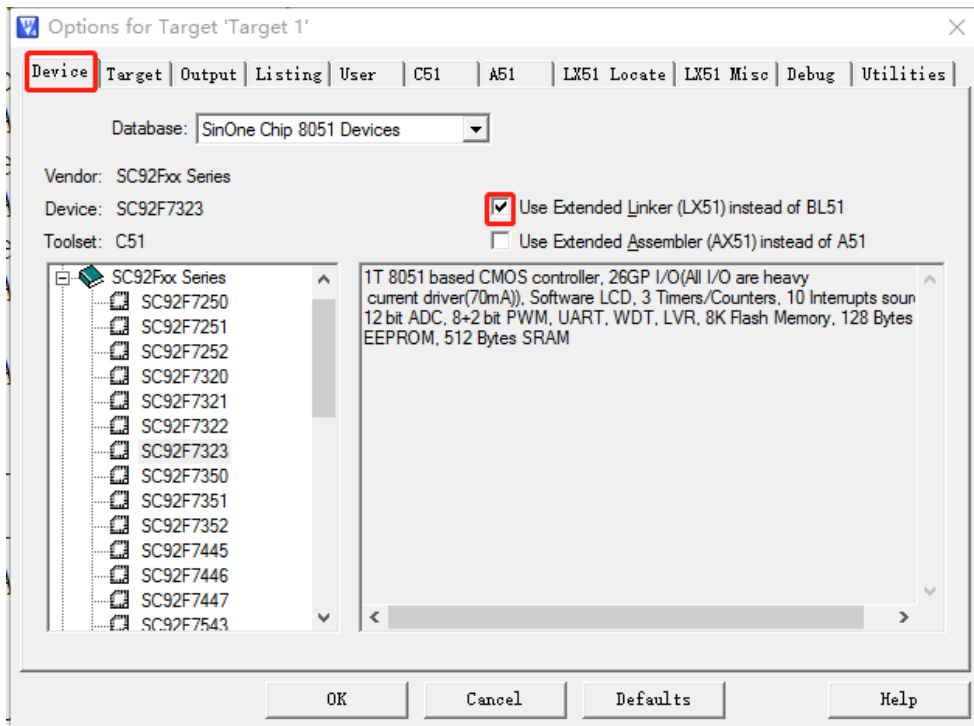 Options for Target 'Target 1'
Device Target Output Listing User C51 A51 LX51 Locate LX51 Misc Debug Utilities
Database: SinOne Chip 8051 Devices
Vendor: SC92Fxx Series
Device: SC92F7323
Use Extended Linker (LX51) instead of BL51
Toolset: C51
Use Extended Assembler (AX51) instead of A51
SC92Fxx Series
SC92F7250
SC92F7251
SC92F7252
SC92F7320
SC92F7321
SC92F7322
SC92F7323
SC92F7350
SC92F7351
SC92F7352
SC92F7445
SC92F7446
SC92F7447
SC92F7543
1T 8051 based CMOS controller, 26GP I/O(All I/O are heavy
current driver(70mA)), Software LCD, 3 Timers/Counters, 10 Interrupts sour
12 bit ADC, 8+2 bit PWM, UART, WDT, LVR, 8K Flash Memory, 128 Bytes
EEPROM, 512 Bytes SRAM
OK Cancel Defaults Help